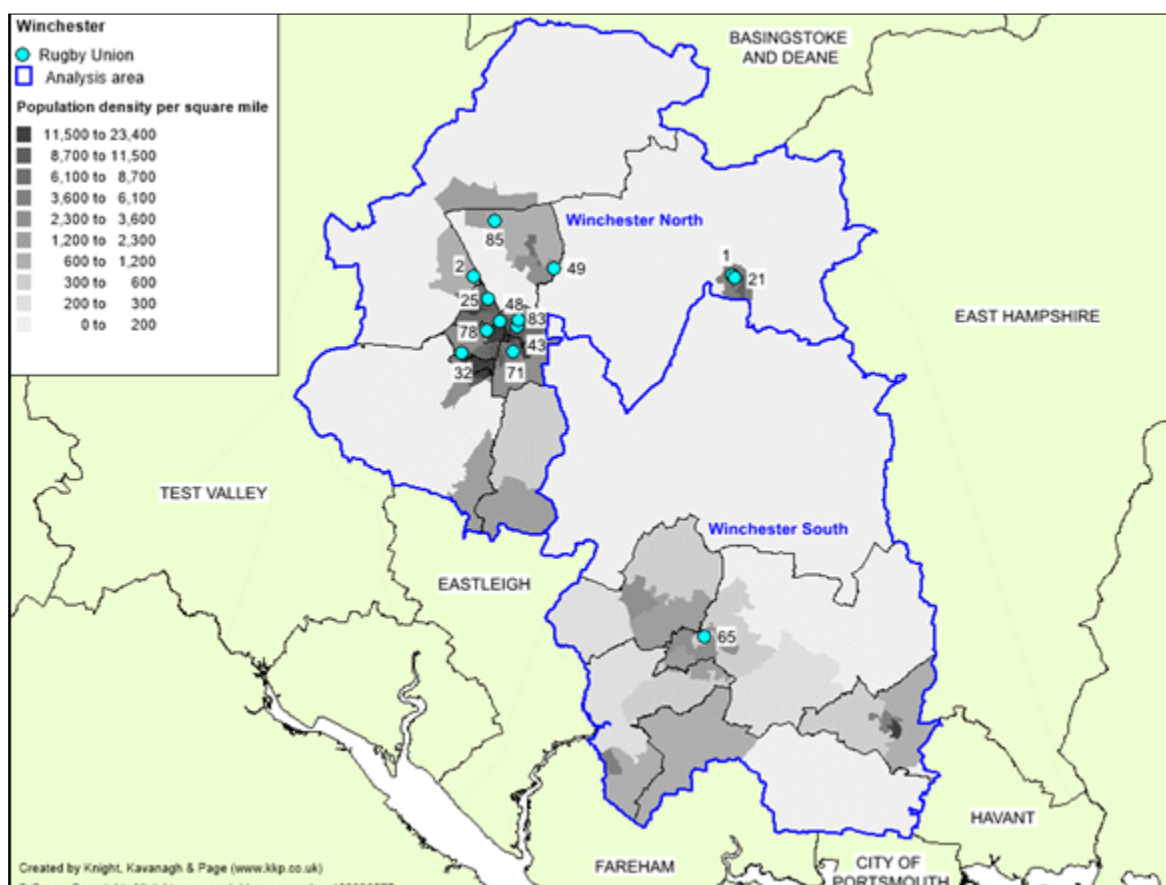 Winchester
Rugby Union
Analysis area
Population density per square mile
11,500 to 23,400
8,700 to 11,500
6,100 to 8,700
3,600 to 6,100
2,300 to 3,600
1,200 to 2,300
600 to 1,200
300 to 600
200 to 300
0 to 200
BASINGSTOKE
AND DEANE
Winchester North
85
2
49
1
21
25
48
83
78
43
32
71
EAST HAMPSHIRE
TEST VALLEY
Winchester South
EASTLEIGH
65
HAVANT
FAREHAM
CITY OF
PORTSMOUTH
Created by Knight, Kavanagh & Page (www.kkp.co.uk)